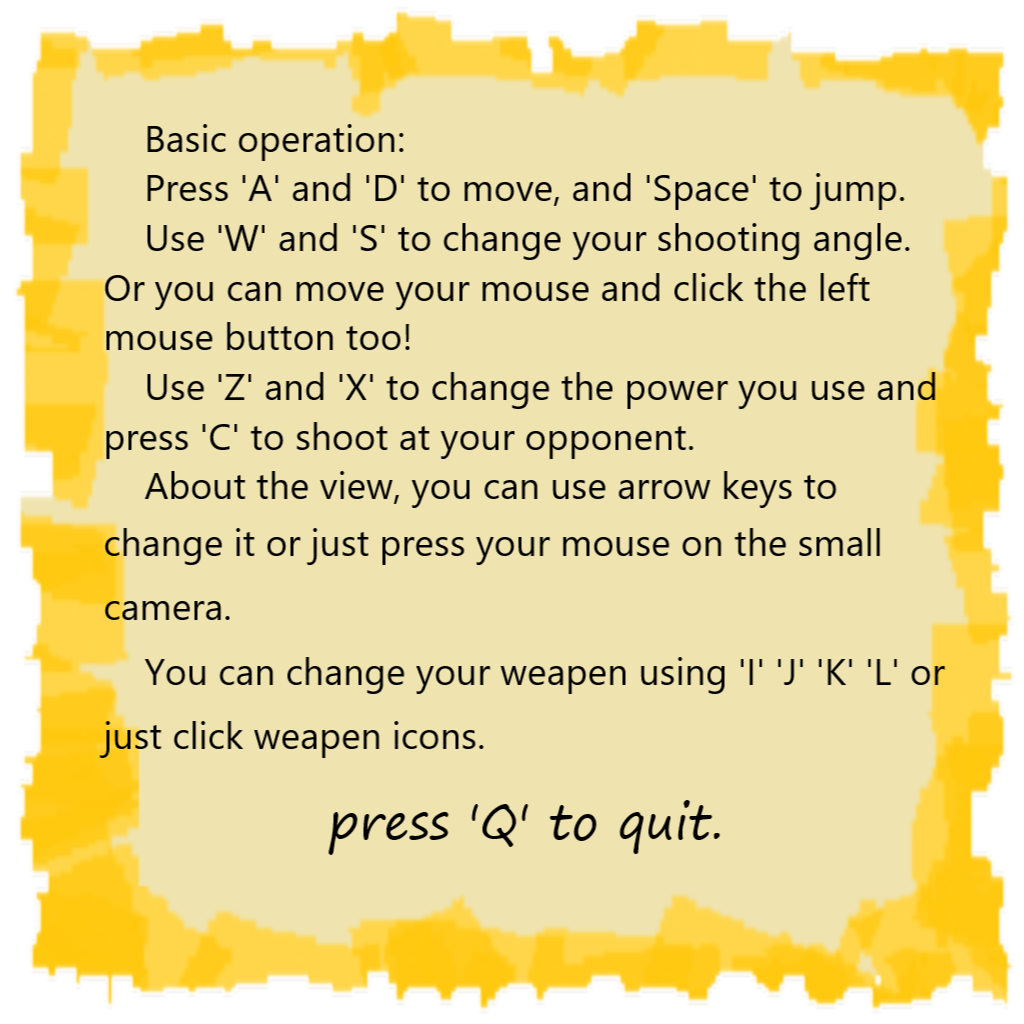 Basic operation:
Press 'A' and 'D' to move, and 'Space' to jump.
Use 'W' and 'S' to change your shooting angle.
Or you can move your mouse and click the left
mouse button too!
Use 'Z' and 'X' to change the power you use and
press 'C' to shoot at your opponent.
About the view, you can use arrow keys to
change it or just press your mouse on the small
camera.
You can change your weapen using 'I' 'J' 'K' 'L' or
just click weapen icons.
press 'Q' to quit.